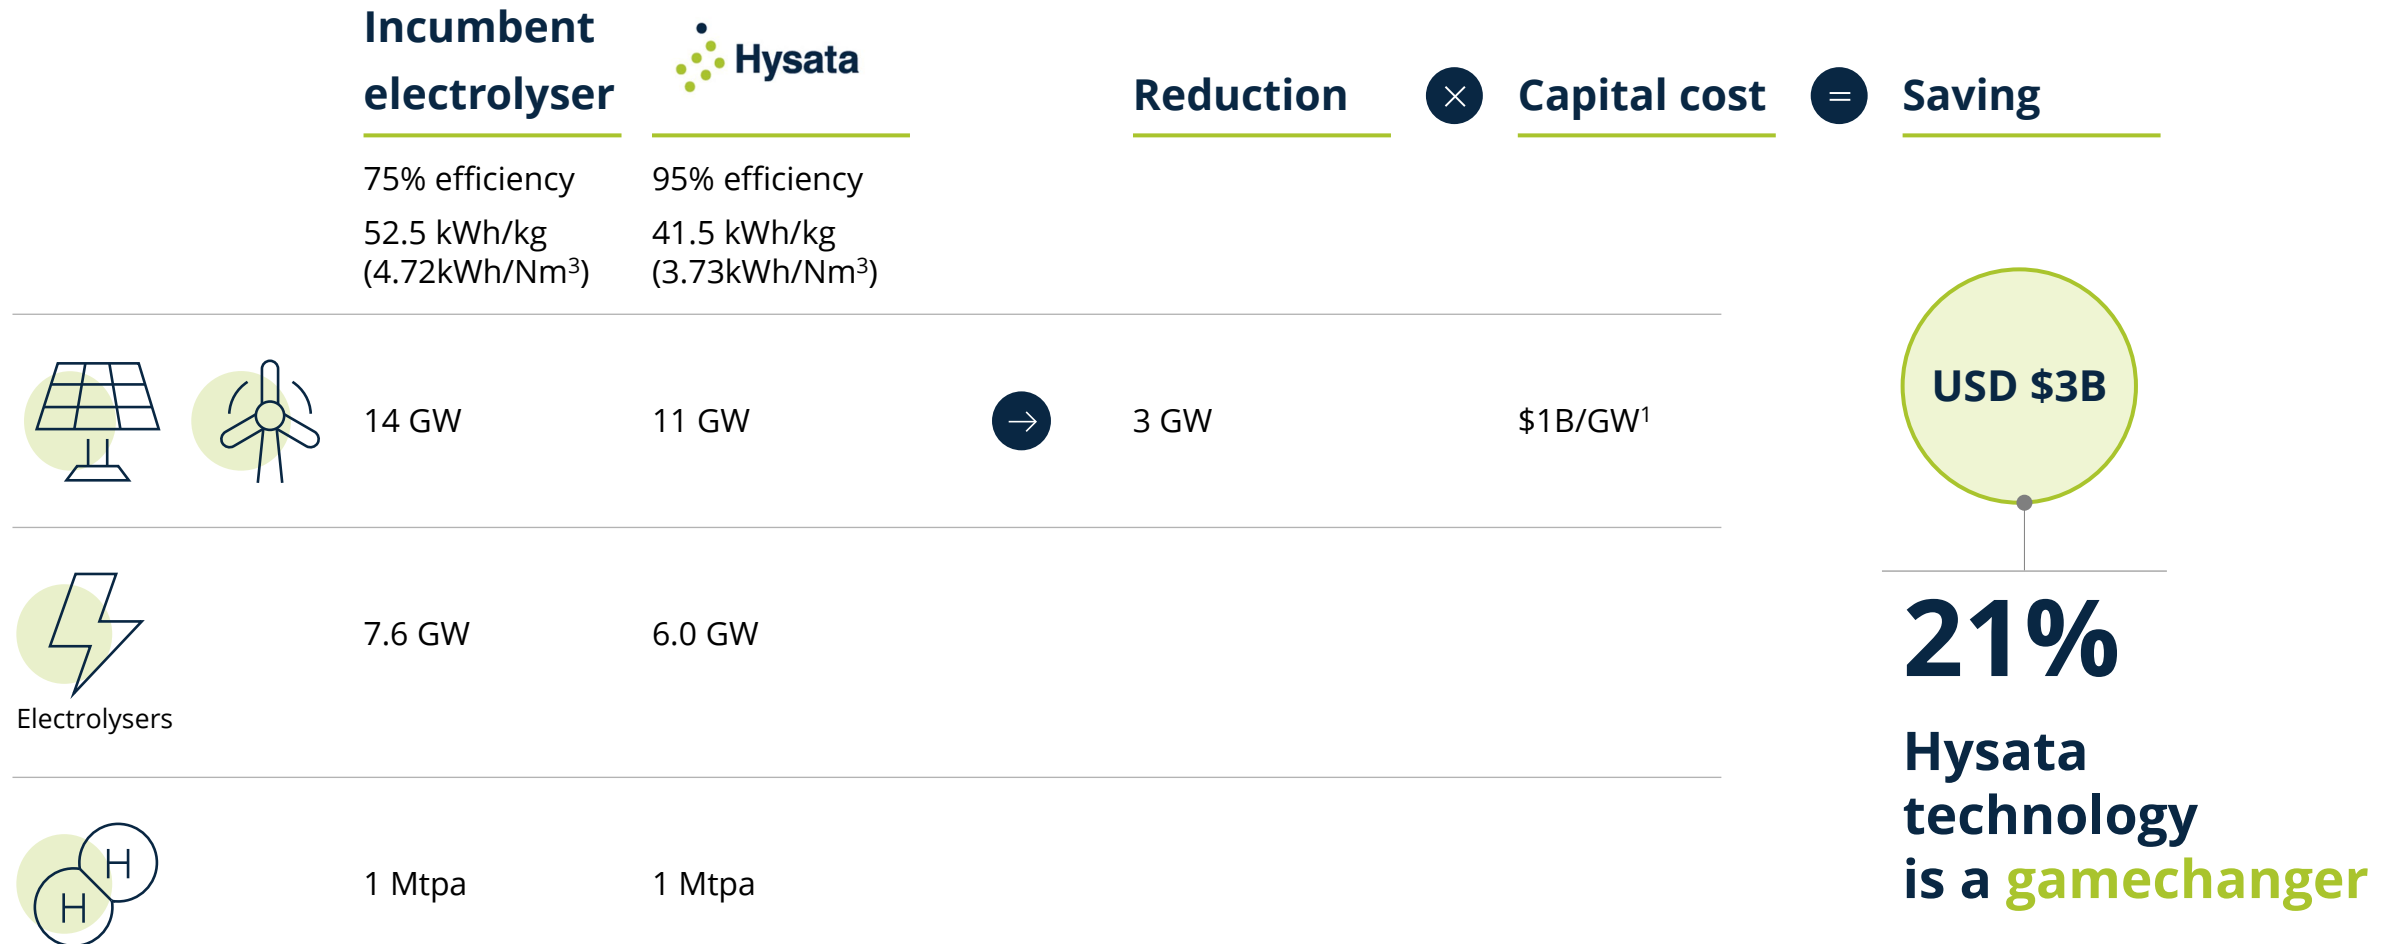 Incumbent
electrolyser
Hysata
Reduction
×
Capital cost
=
Saving
75% efficiency
95% efficiency
52.5 kWh/kg
(4.72kWh/Nm³)
41.5 kWh/kg
(3.73kWh/Nm³)
14 GW
11 GW
→
3 GW
$1B/GW¹
USD $3B
Electrolysers
7.6 GW
6.0 GW
21%
Hysata
technology
is a gamechanger
H
H
1 Mtpa
1 Mtpa